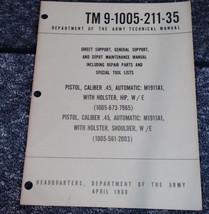 TM 9-1005-211-35
DEPARTMENT OF THE ARMY TECHNICAL MANUAL
DIRECT SUPPORT, GENERAL SUPPORT,
AND DEPOT MAINTENANCE MANUAL
INCLUDING REPAIR PARTS AND
SPECIAL TOOL LISTS
PISTOL, CALIBER .45, AUTOMATIC: M1911A1,
WITH HOLSTER, HIP, W/E
(1005-673-7965)
PISTOL, CALIBER .45, AUTOMATIC: M1911A1,
WITH HOLSTER, SHOULDER, W/E
(1005-561-2003)
HEADQUARTERS, DEPARTMENT OF THE ARMY
APRIL 1968